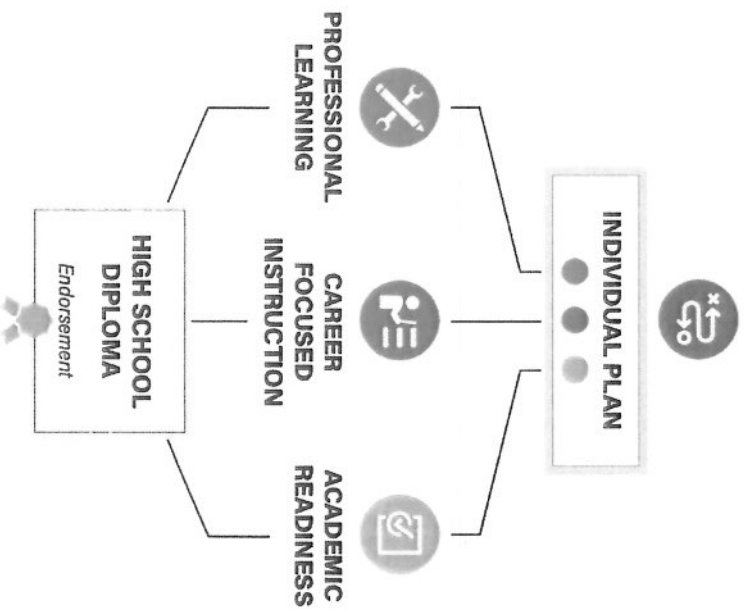 INDIVIDUAL PLAN
PROFESSIONAL
LEARNING
CAREER
FOCUSED
INSTRUCTION
ACADEMIC
READINESS
HIGH SCHOOL
DIPLOMA
Endorsement